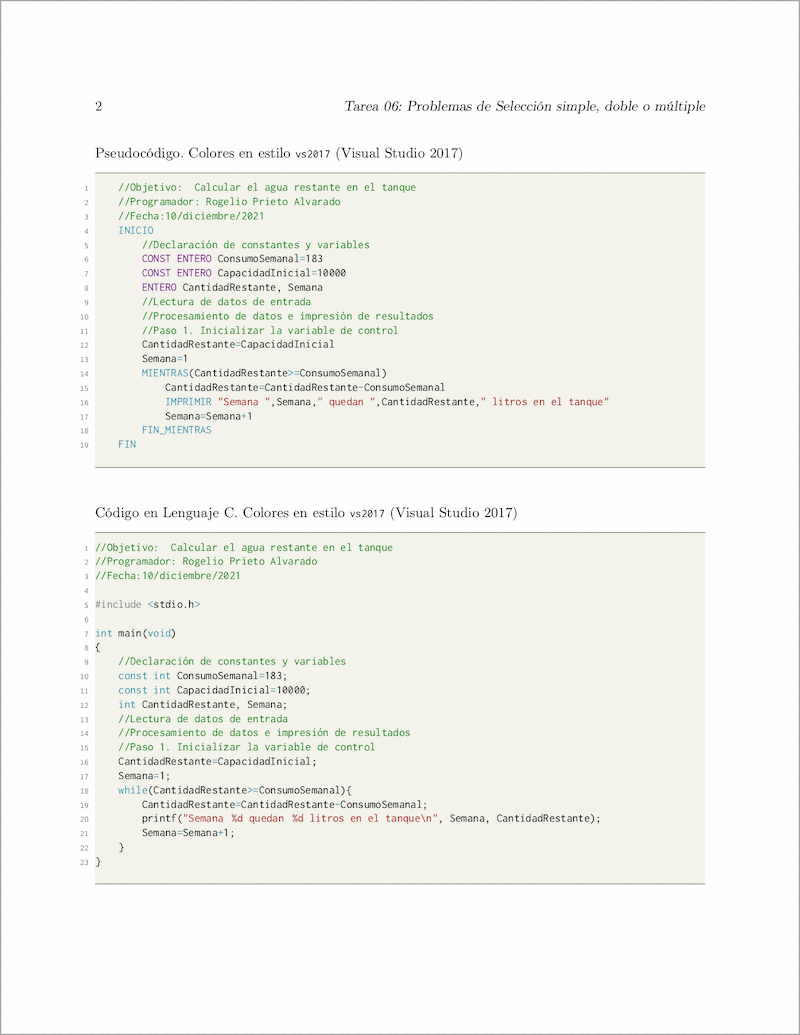 2 Tarea 06: Problemas de Selección simple, doble o múltiple
Pseudocódigo. Colores en estilo vs2017 (Visual Studio 2017)
1 //Objetivo:  Calcular el agua restante en el tanque
2 //Programador: Rogelio Prieto Alvarado
3 //Fecha:10/diciembre/2021
4 INICIO
5 //Declaración de constantes y variables
6 CONST ENTERO ConsumoSemanal=183
7 CONST ENTERO CapacidadInicial=10000
8 ENTERO CantidadRestante, Semana
9 //Lectura de datos de entrada
10 //Procesamiento de datos e impresión de resultados
11 //Paso 1. Inicializar la variable de control
12 CantidadRestante=CapacidadInicial
13 Semana=1
14 MIENTRAS(CantidadRestante>=ConsumoSemanal)
15 CantidadRestante=CantidadRestante-ConsumoSemanal
16 IMPRIMIR "Semana ",Semana," quedan ",CantidadRestante," litros en el tanque"
17 Semana=Semana+1
18 FIN_MIENTRAS
19 FIN
Código en Lenguaje C. Colores en estilo vs2017 (Visual Studio 2017)
1 //Objetivo:  Calcular el agua restante en el tanque
2 //Programador: Rogelio Prieto Alvarado
3 //Fecha:10/diciembre/2021
4
5 #include <stdio.h>
6
7 int main(void)
8 {
9 //Declaración de constantes y variables
10 const int ConsumoSemanal=183;
11 const int CapacidadInicial=10000;
12 int CantidadRestante, Semana;
13 //Lectura de datos de entrada
14 //Procesamiento de datos e impresión de resultados
15 //Paso 1. Inicializar la variable de control
16 CantidadRestante=CapacidadInicial;
17 Semana=1;
18 while(CantidadRestante>=ConsumoSemanal){
19 CantidadRestante=CantidadRestante-ConsumoSemanal;
20 printf("Semana %d quedan %d litros en el tanque\n", Semana, CantidadRestante);
21 Semana=Semana+1;
22 }
23 }